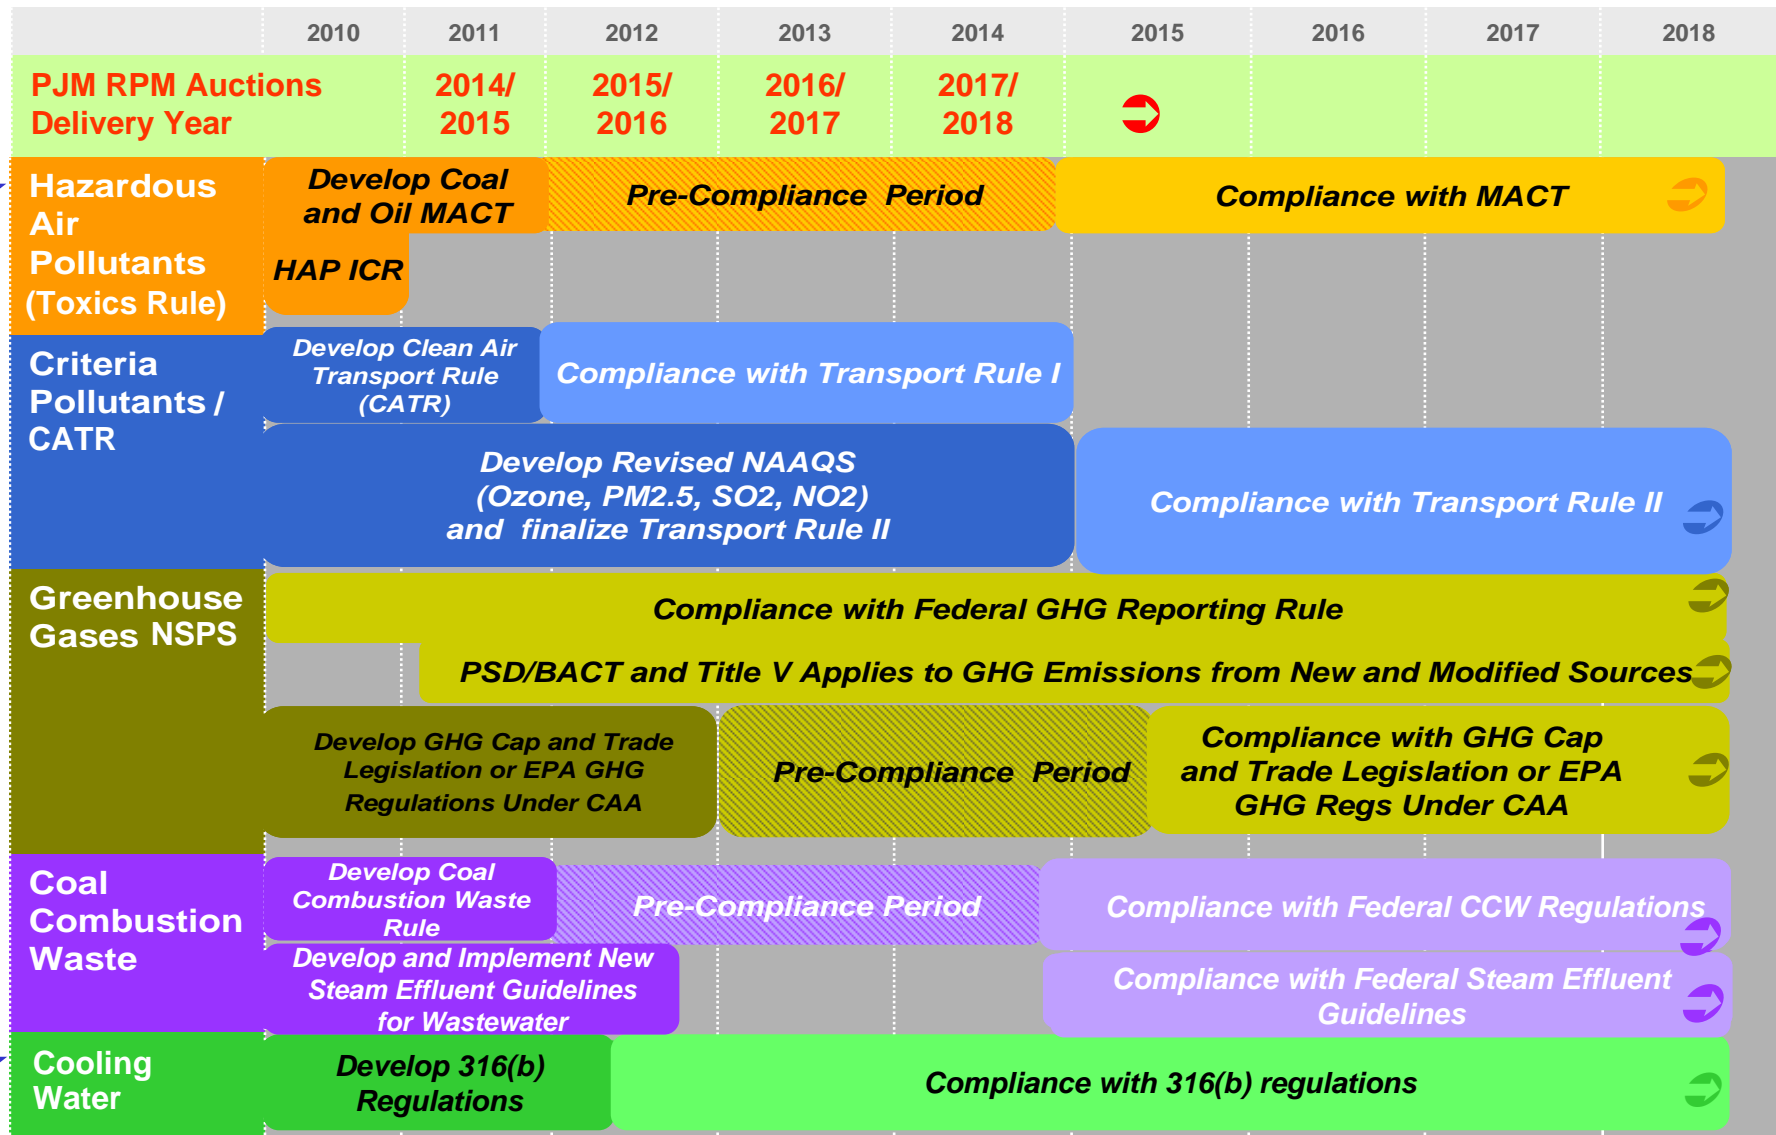 2010 2011 2012 2013 2014 2015 2016 2017 2018
PJM RPM Auctions
Delivery Year
2014/
2015
2015/
2016
2016/
2017
2017/
2018
Hazardous
Air
Pollutants
(Toxics Rule)
Develop Coal
and Oil MACT
Pre-Compliance Period
Compliance with MACT
HAP ICR
Criteria
Pollutants /
CATR
Develop Clean Air
Transport Rule
(CATR)
Compliance with Transport Rule I
Develop Revised NAAQS
(Ozone, PM2.5, SO2, NO2)
and finalize Transport Rule II
Compliance with Transport Rule II
Greenhouse
Gases NSPS
Compliance with Federal GHG Reporting Rule
PSD/BACT and Title V Applies to GHG Emissions from New and Modified Sources
Develop GHG Cap and Trade
Legislation or EPA GHG
Regulations Under CAA
Pre-Compliance Period
Compliance with GHG Cap
and Trade Legislation or EPA
GHG Regs Under CAA
Coal
Combustion
Waste
Develop Coal
Combustion Waste
Rule
Pre-Compliance Period
Compliance with Federal CCW Regulations
Develop and Implement New
Steam Effluent Guidelines
for Wastewater
Compliance with Federal Steam Effluent
Guidelines
Cooling
Water
Develop 316(b)
Regulations
Compliance with 316(b) regulations